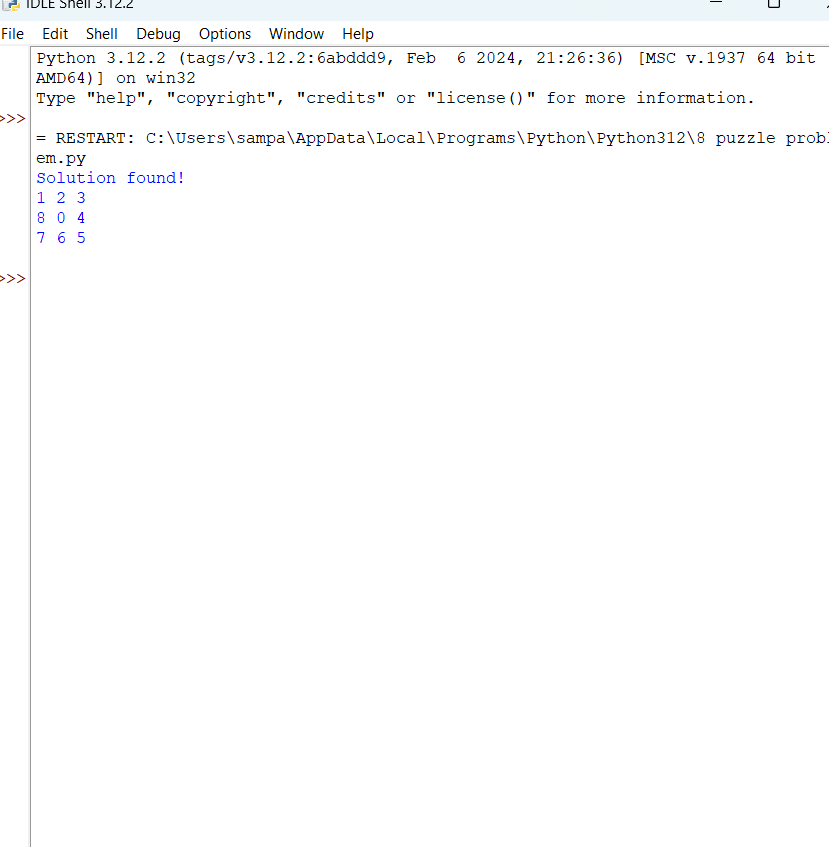 IDLE Shell 3.12.2
File Edit Shell Debug Options Window Help
Python 3.12.2 (tags/v3.12.2:6abddd9, Feb  6 2024, 21:26:36) [MSC v.1937 64 bit
AMD64)] on win32
Type "help", "copyright", "credits" or "license()" for more information.
>>>
= RESTART: C:\Users\sampa\AppData\Local\Programs\Python\Python312\8 puzzle probl
em.py
Solution found!
1 2 3
8 0 4
7 6 5
>>>